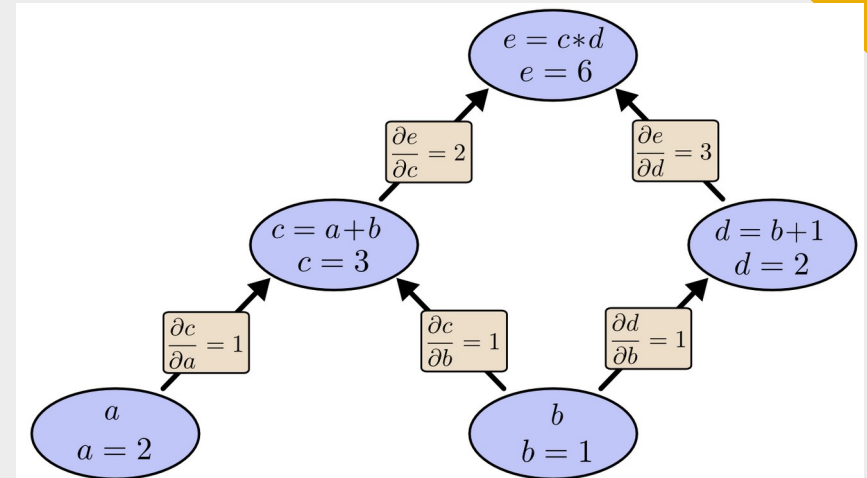 e = c*d
e = 6
∂e/∂c = 2
∂e/∂d = 3
c = a+b
c = 3
d = b+1
d = 2
∂c/∂a = 1
∂c/∂b = 1
∂d/∂b = 1
a
a = 2
b
b = 1